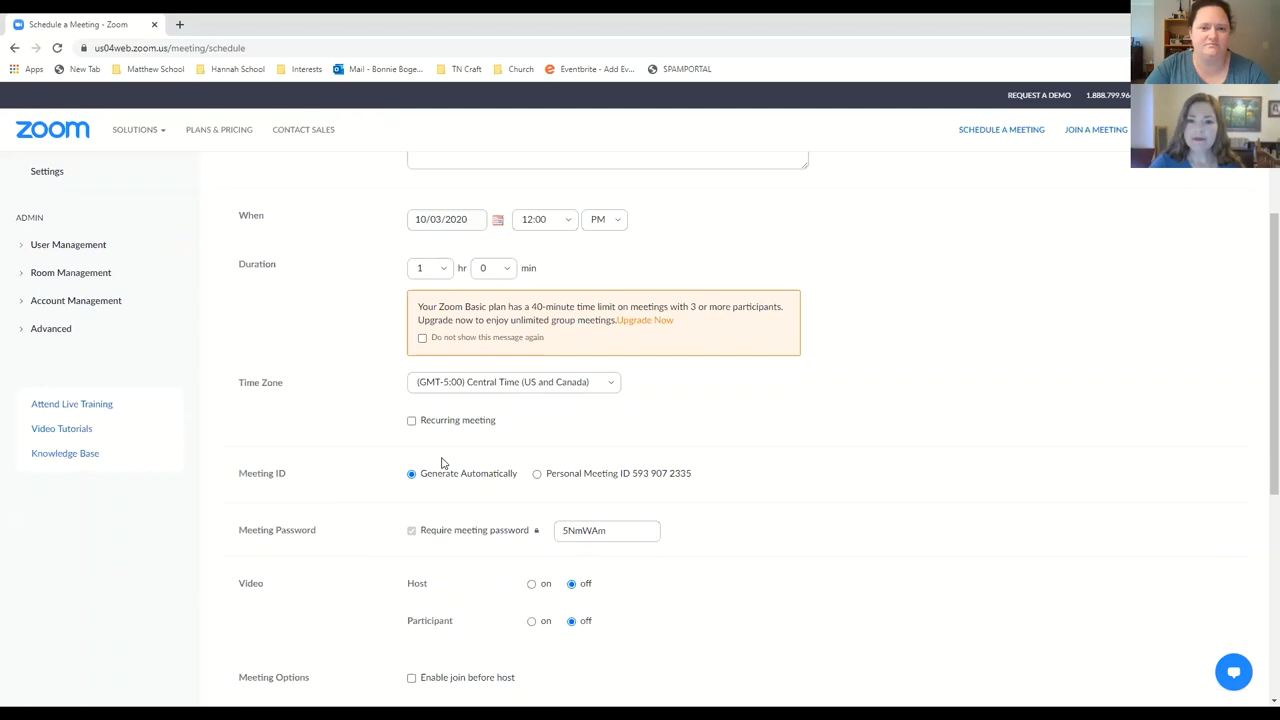 Schedule a Meeting - Zoom
us04web.zoom.us/meeting/schedule
Apps New Tab Matthew School Hannah School Interests Mail - Bonnie Boge... TN Craft Church Eventbrite - Add Ev... SPAMPORTAL
REQUEST A DEMO 1.888.799.96
zoom SOLUTIONS PLANS & PRICING CONTACT SALES SCHEDULE A MEETING JOIN A MEETING
Settings
ADMIN
User Management
Room Management
Account Management
Advanced
Attend Live Training
Video Tutorials
Knowledge Base
When 10/03/2020 12:00 PM
Duration 1 hr 0 min
Your Zoom Basic plan has a 40-minute time limit on meetings with 3 or more participants.
Upgrade now to enjoy unlimited group meetings.Upgrade Now
Do not show this message again
Time Zone (GMT-5:00) Central Time (US and Canada)
Recurring meeting
Meeting ID Generate Automatically Personal Meeting ID 593 907 2335
Meeting Password Require meeting password 5NmWAm
Video Host on off
Participant on off
Meeting Options Enable join before host